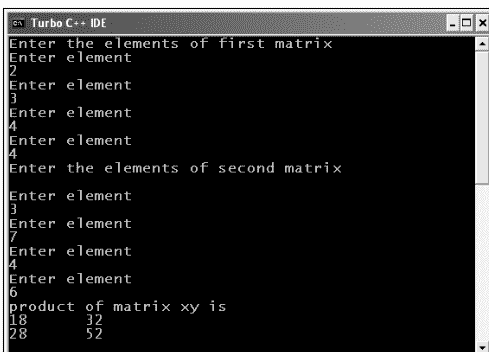 Turbo C++ IDE
Enter the elements of first matrix
Enter element
2
Enter element
3
Enter element
4
Enter element
4
Enter the elements of second matrix
Enter element
3
Enter element
7
Enter element
4
Enter element
6
product of matrix xy is
18 32
28 52